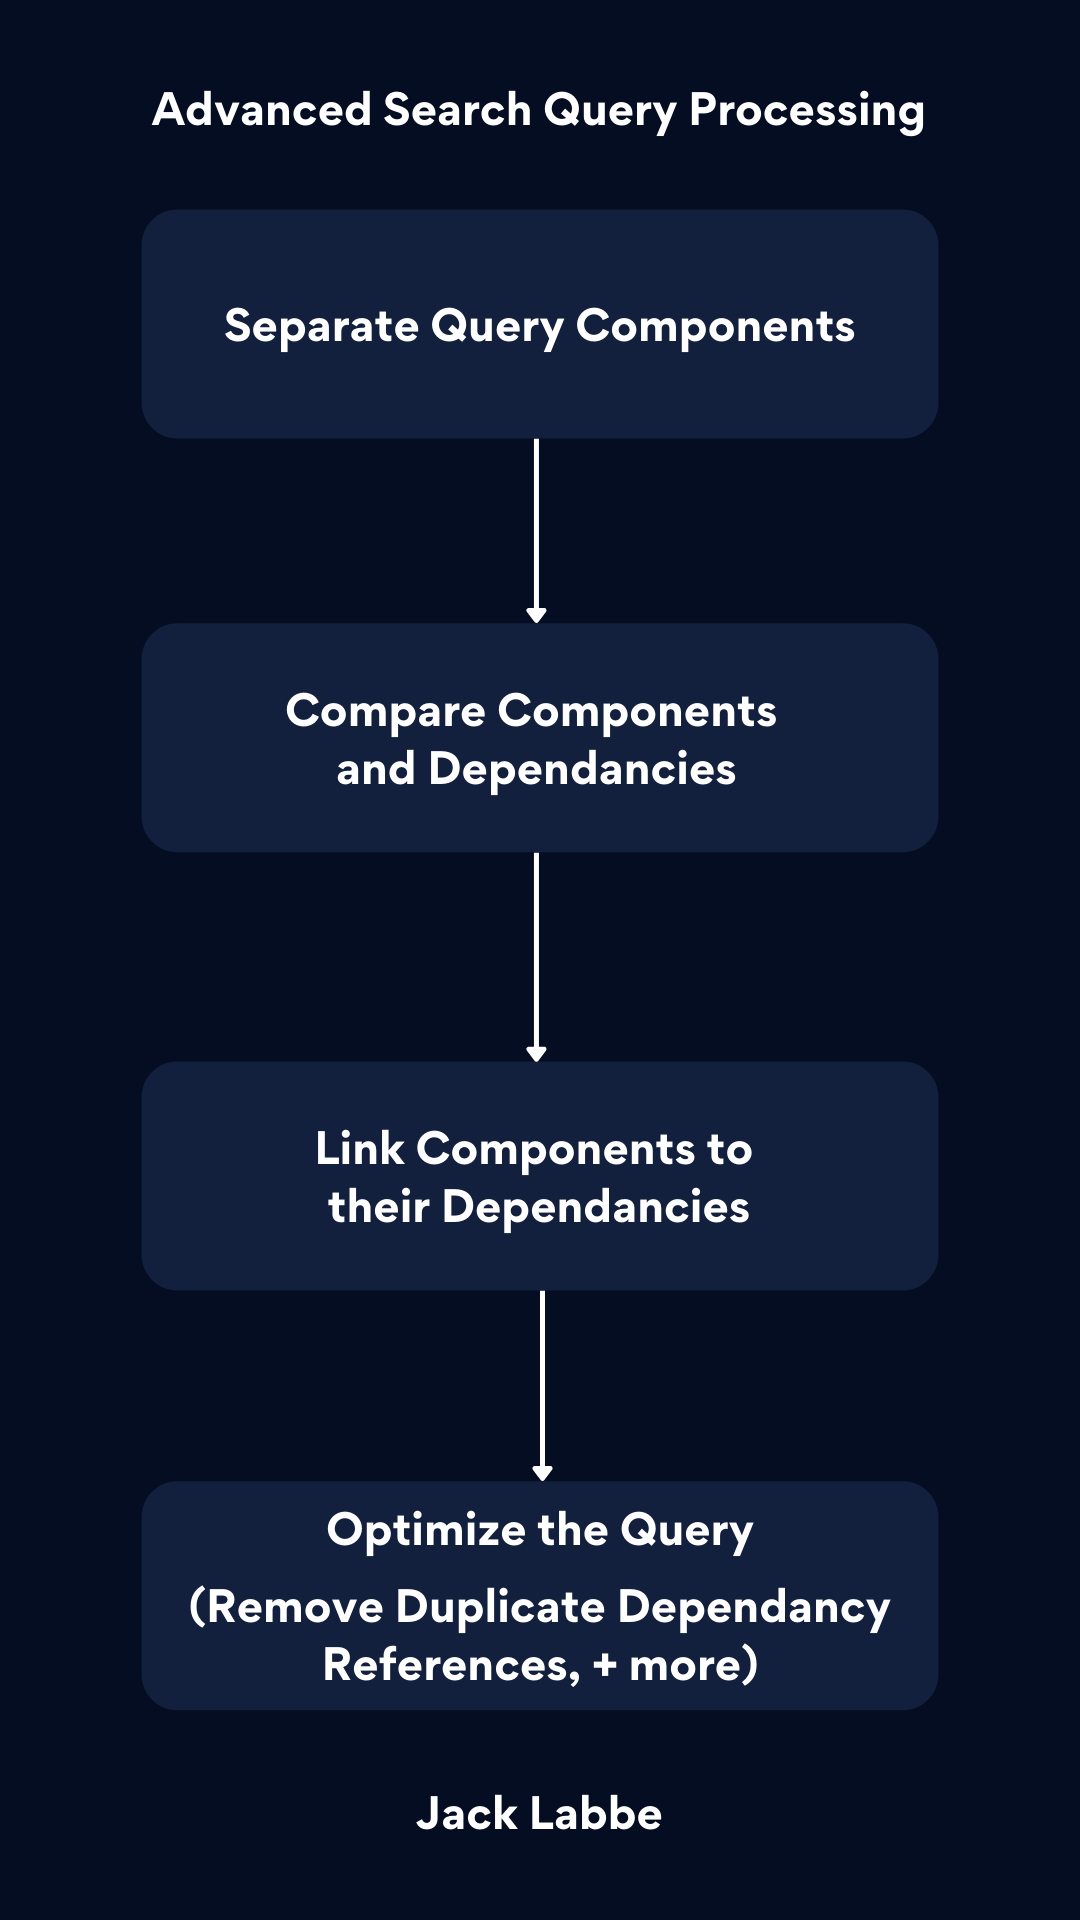 Advanced Search Query Processing
Separate Query Components
Compare Components
and Dependancies
Link Components to
their Dependancies
Optimize the Query
(Remove Duplicate Dependancy
References, + more)
Jack Labbe